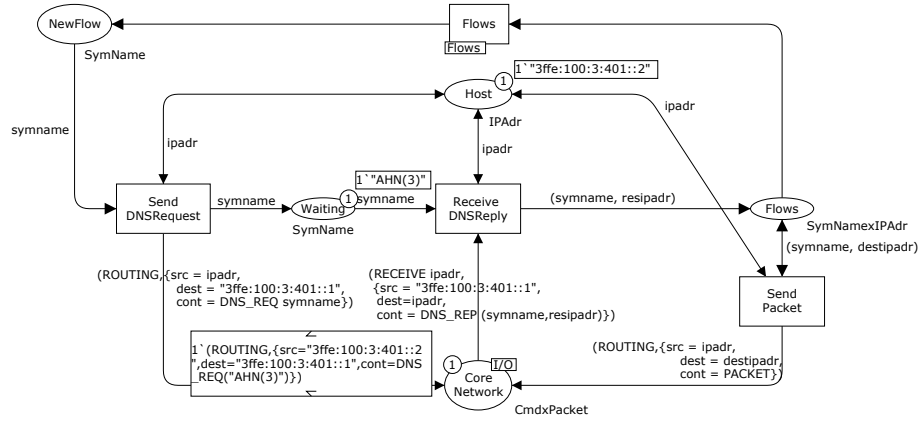 NewFlow
SymName
Flows
Flows
1`"3ffe:100:3:401::2"
1
Host
IPAdr
symname
ipadr
ipadr
ipadr
1`"AHN(3)"
1
Send
DNSRequest
symname
Waiting
symname
SymName
Receive
DNSReply
(symname, resipadr)
Flows
SymNamexIPAdr
(symname, destipadr)
(ROUTING,{src = ipadr,
dest = "3ffe:100:3:401::1",
cont = DNS_REQ symname})
(RECEIVE ipadr,
{src = "3ffe:100:3:401::1",
dest=ipadr,
cont = DNS_REP (symname,resipadr)})
Send
Packet
1`(ROUTING,{src="3ffe:100:3:401::2
",dest="3ffe:100:3:401::1",cont=DNS
_REQ("AHN(3)")})
(ROUTING,{src = ipadr,
dest = destipadr,
cont = PACKET})
1
I/O
Core
Network
CmdxPacket